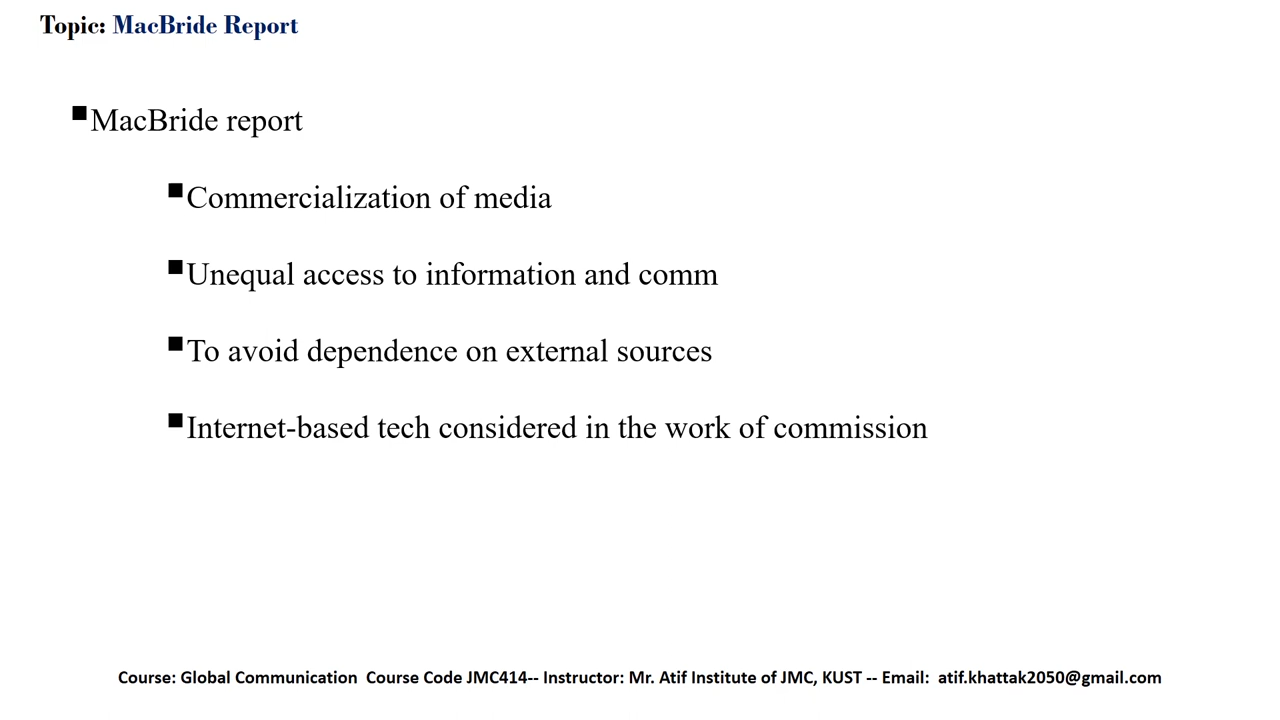 Topic: MacBride Report
MacBride report
Commercialization of media
Unequal access to information and comm
To avoid dependence on external sources
Internet-based tech considered in the work of commission
Course: Global Communication  Course Code JMC414-- Instructor: Mr. Atif Institute of JMC, KUST -- Email:  atif.khattak2050@gmail.com